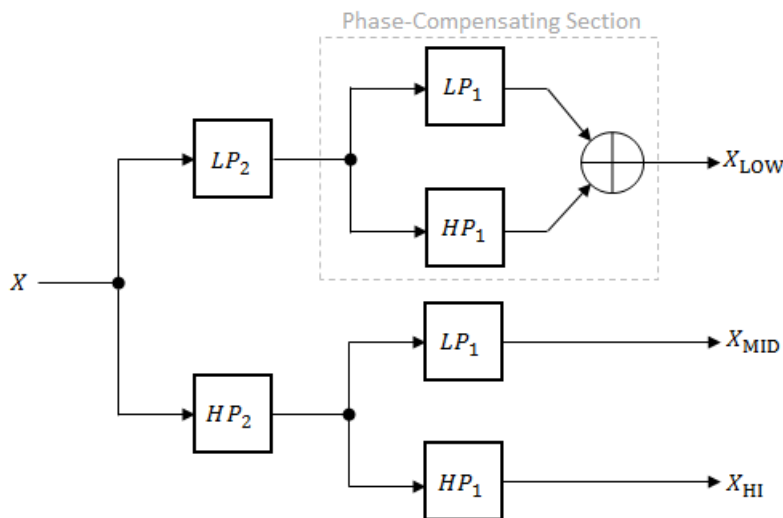 Phase-Compensating Section
LP₁
LP₂
X_LOW
HP₁
X
LP₁
X_MID
HP₂
HP₁
X_HI